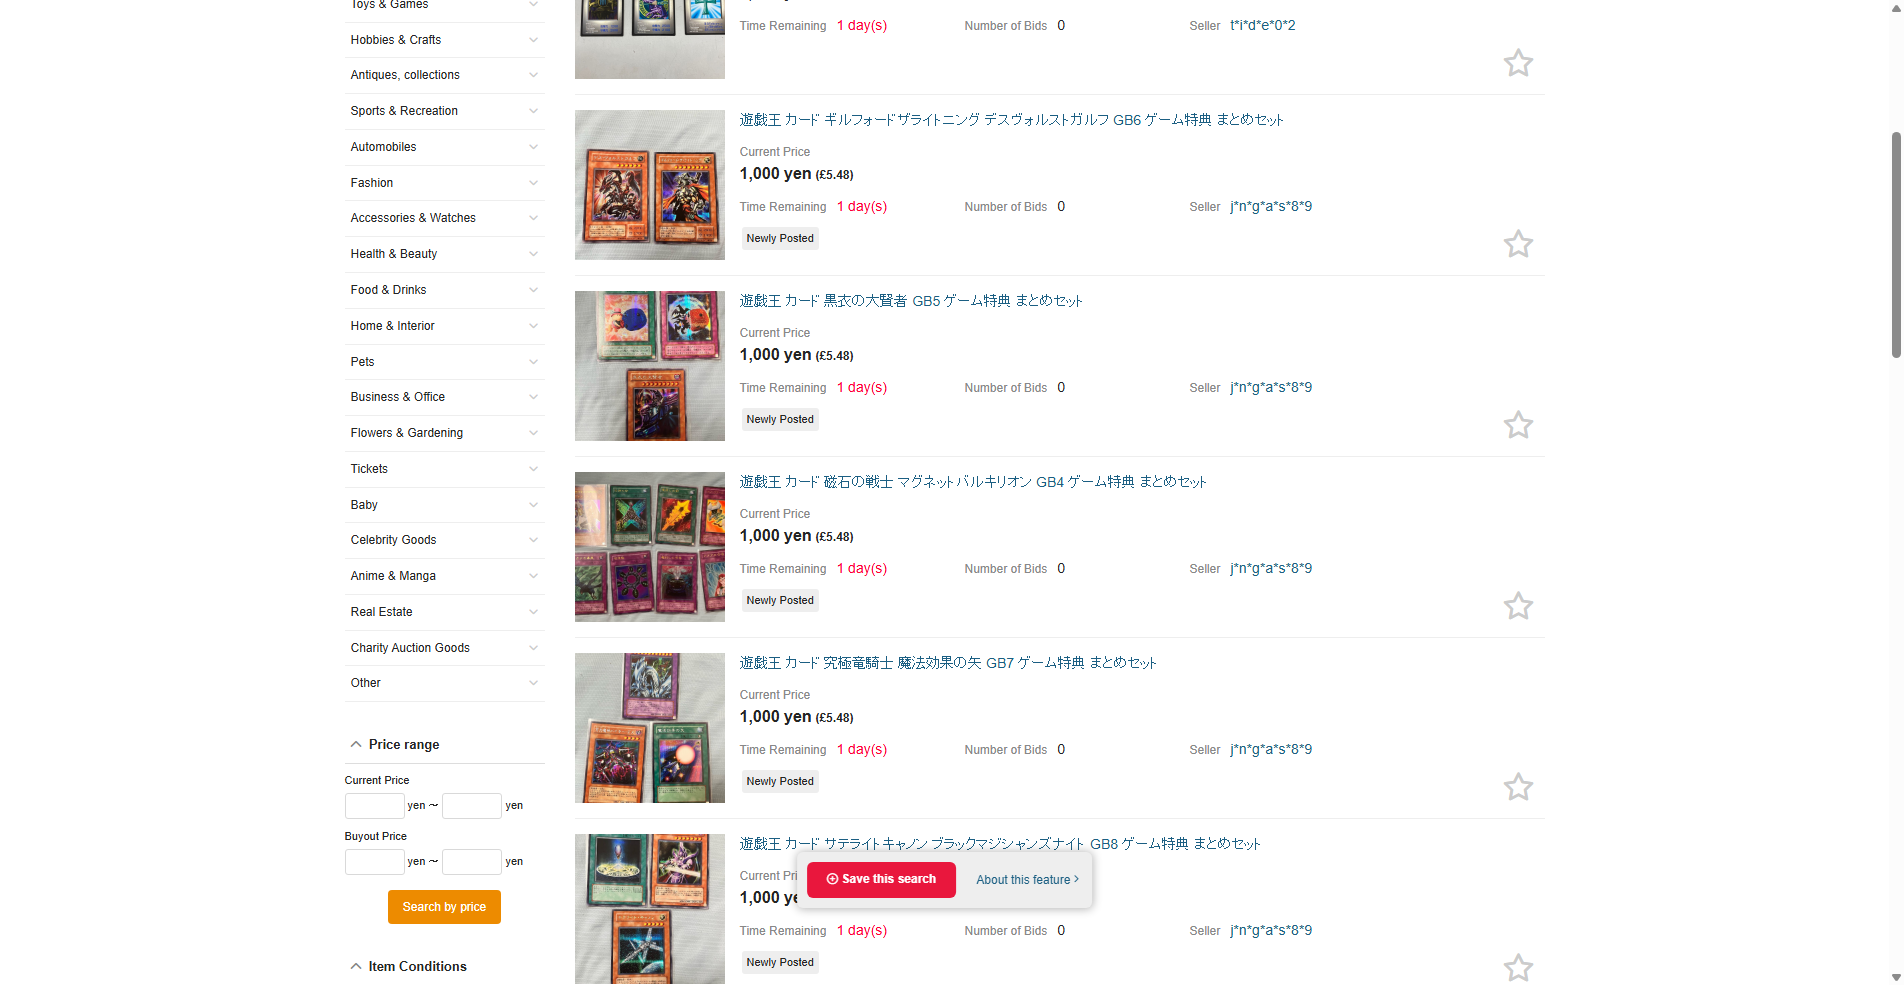 Toys & Games
Hobbies & Crafts
Antiques, collections
Sports & Recreation
Automobiles
Fashion
Accessories & Watches
Health & Beauty
Food & Drinks
Home & Interior
Pets
Business & Office
Flowers & Gardening
Tickets
Baby
Celebrity Goods
Anime & Manga
Real Estate
Charity Auction Goods
Other
Price range
Current Price
yen ～ yen
Buyout Price
yen ～ yen
Search by price
Item Conditions
Time Remaining 1 day(s) Number of Bids 0 Seller t*i*d*e*0*2
遊戯王 カード ギルフォードザライトニング デスヴォルストガルフ GB6 ゲーム特典 まとめセット
Current Price
1,000 yen (£5.48)
Time Remaining 1 day(s) Number of Bids 0 Seller j*n*g*a*s*8*9
Newly Posted
遊戯王 カード 黒衣の大賢者 GB5 ゲーム特典 まとめセット
Current Price
1,000 yen (£5.48)
Time Remaining 1 day(s) Number of Bids 0 Seller j*n*g*a*s*8*9
Newly Posted
遊戯王 カード 磁石の戦士 マグネットバルキリオン GB4 ゲーム特典 まとめセット
Current Price
1,000 yen (£5.48)
Time Remaining 1 day(s) Number of Bids 0 Seller j*n*g*a*s*8*9
Newly Posted
遊戯王 カード 究極竜騎士 魔法効果の矢 GB7 ゲーム特典 まとめセット
Current Price
1,000 yen (£5.48)
Time Remaining 1 day(s) Number of Bids 0 Seller j*n*g*a*s*8*9
Newly Posted
遊戯王 カード サテライトキャノン ブラックマジシャンズナイト GB8 ゲーム特典 まとめセット
Current Pri
1,000 ye
Save this search
About this feature
Time Remaining 1 day(s) Number of Bids 0 Seller j*n*g*a*s*8*9
Newly Posted